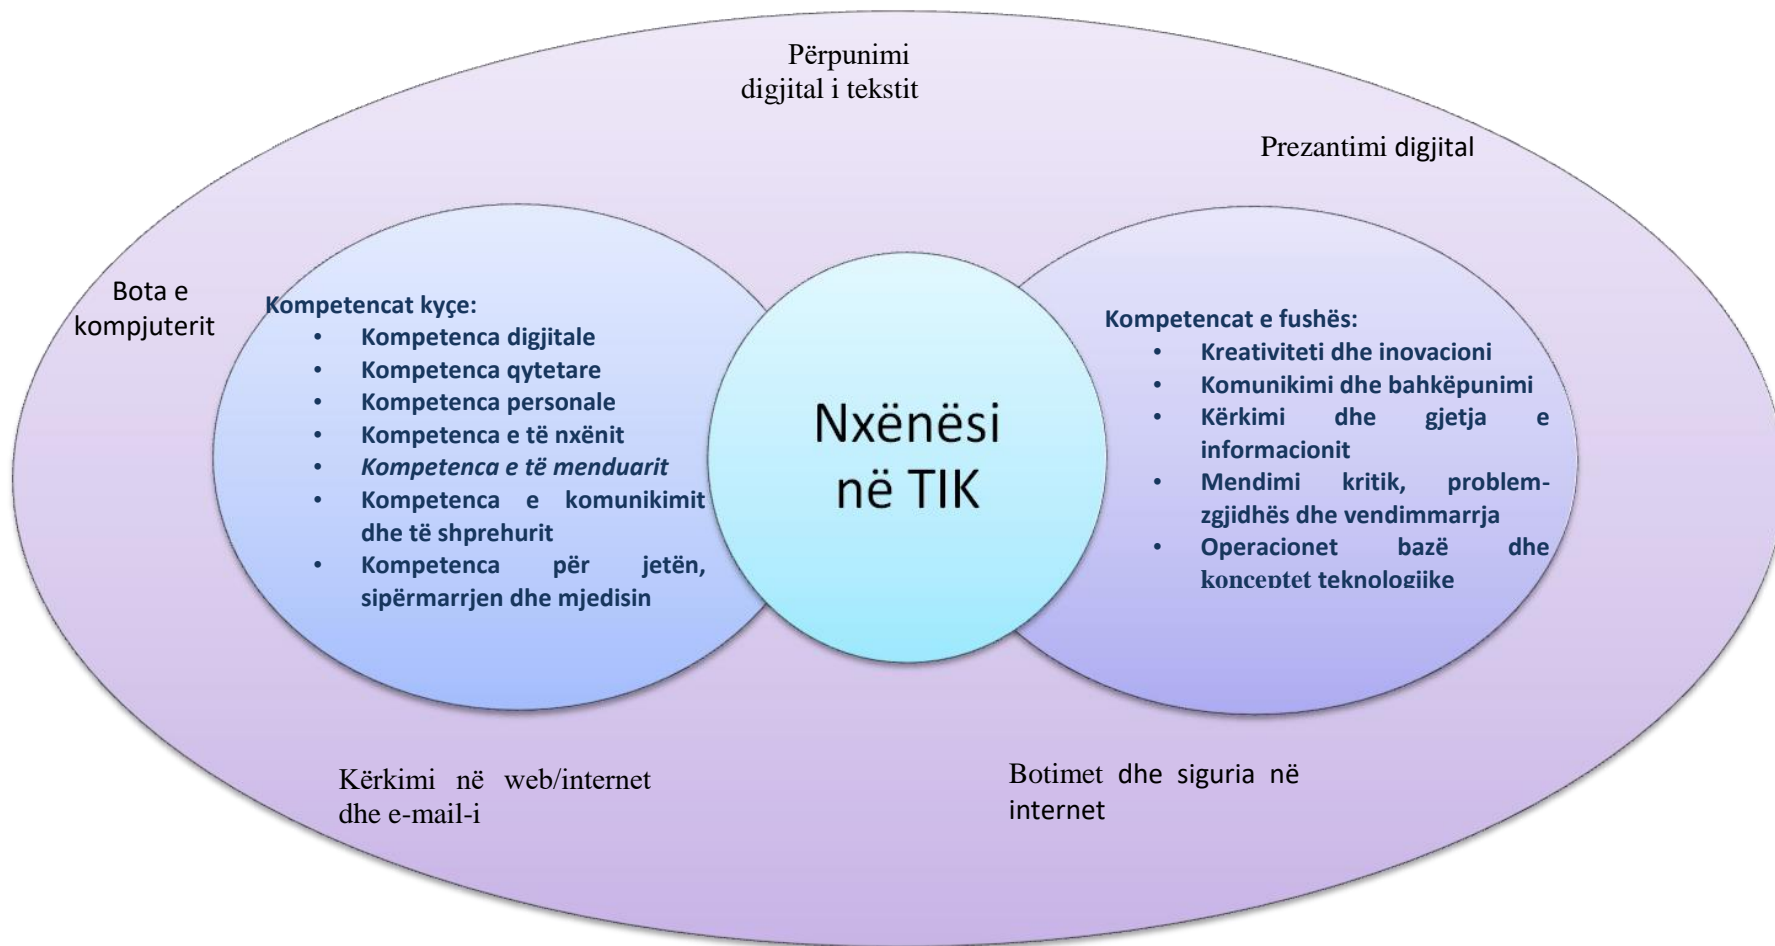 Përpunimi
digjital i tekstit
Prezantimi digjital
Bota e
kompjuterit
Kompetencat kyçe:
• Kompetenca digjitale
• Kompetenca qytetare
• Kompetenca personale
• Kompetenca e të nxënit
• Kompetenca e të menduarit
• Kompetenca e komunikimit
dhe të shprehurit
• Kompetenca për jetën,
sipërmarrjen dhe mjedisin
Nxënësi
në TIK
Kompetencat e fushës:
• Kreativiteti dhe inovacioni
• Komunikimi dhe bahkëpunimi
• Kërkimi dhe gjetja e
informacionit
• Mendimi kritik, problem-
zgjidhës dhe vendimmarrja
• Operacionet bazë dhe
konceptet teknologjike
Kërkimi në web/internet
dhe e-mail-i
Botimet dhe siguria në
internet